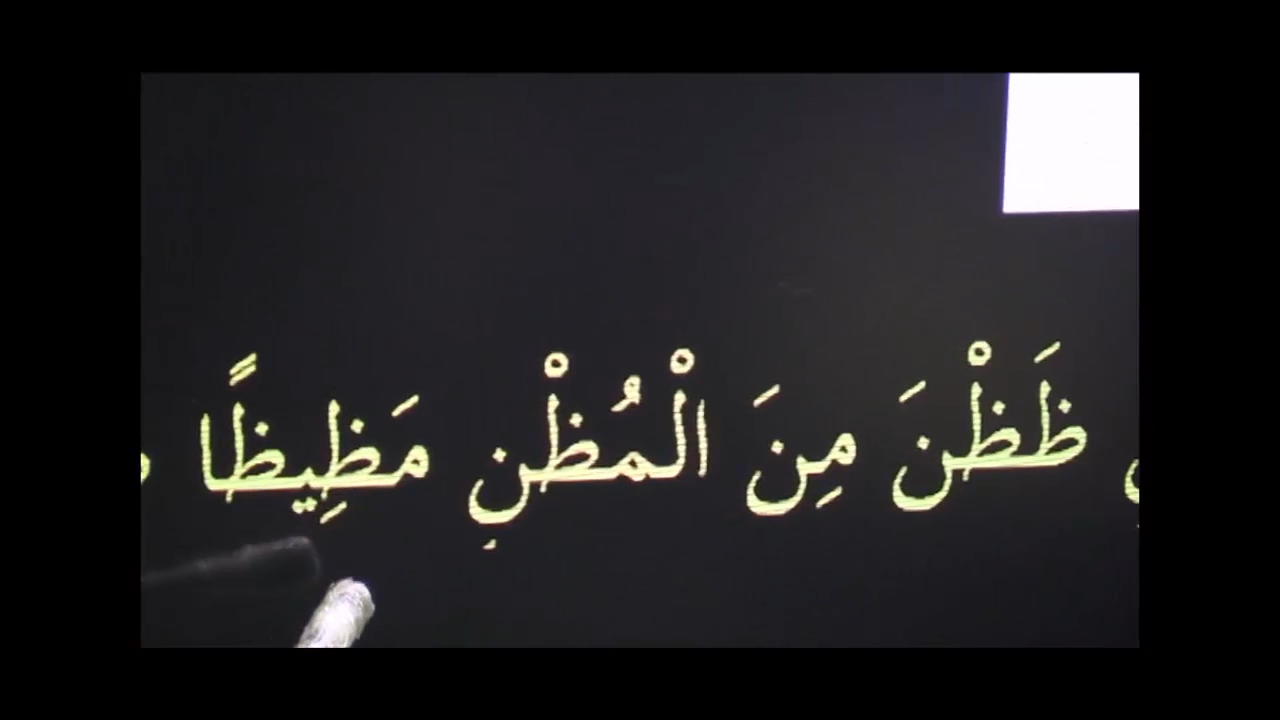 ظَظْنَ مِنَ الْمُظْنِ مَظِيظًا